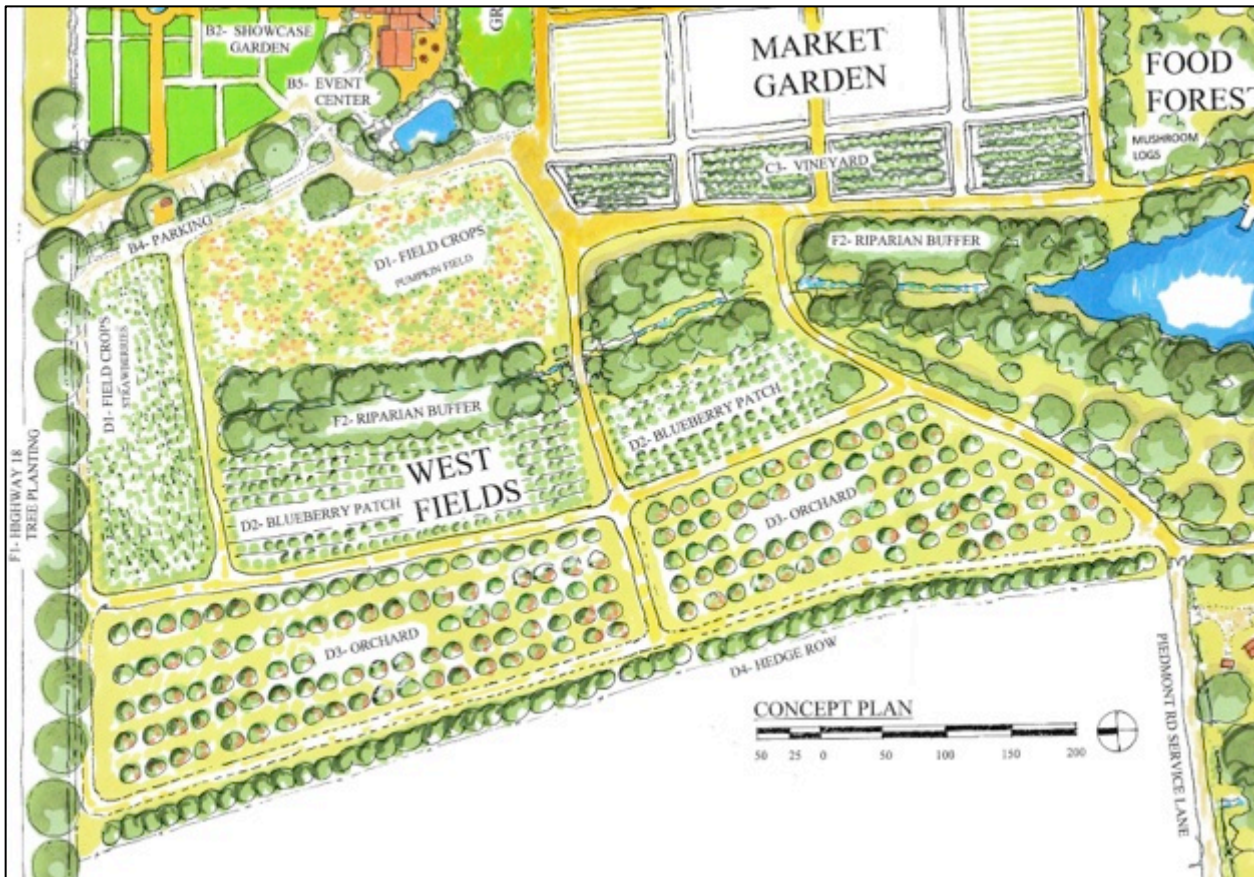 B2- SHOWCASE
GARDEN
GR
B5- EVENT
CENTER
MARKET
GARDEN
FOOD
FOREST
MUSHROOM
LOGS
C3- VINEYARD
B4- PARKING
D1- FIELD CROPS
PUMPKIN FIELD
F2- RIPARIAN BUFFER
D1- FIELD CROPS
STRAWBERRIES
F2- RIPARIAN BUFFER
D2- BLUEBERRY PATCH
WEST
FIELDS
D2- BLUEBERRY PATCH
F1- HIGHWAY 18
TREE PLANTING
D3- ORCHARD
D3- ORCHARD
D4- HEDGE ROW
CONCEPT PLAN
50 25 0 50 100 150 200
PIEDMONT RD SERVICE LANE